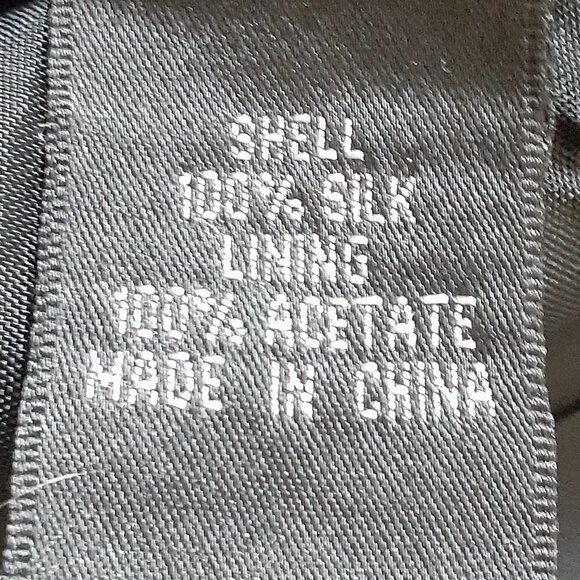 SHELL
100% SILK
LINING
100% ACETATE
MADE IN CHINA